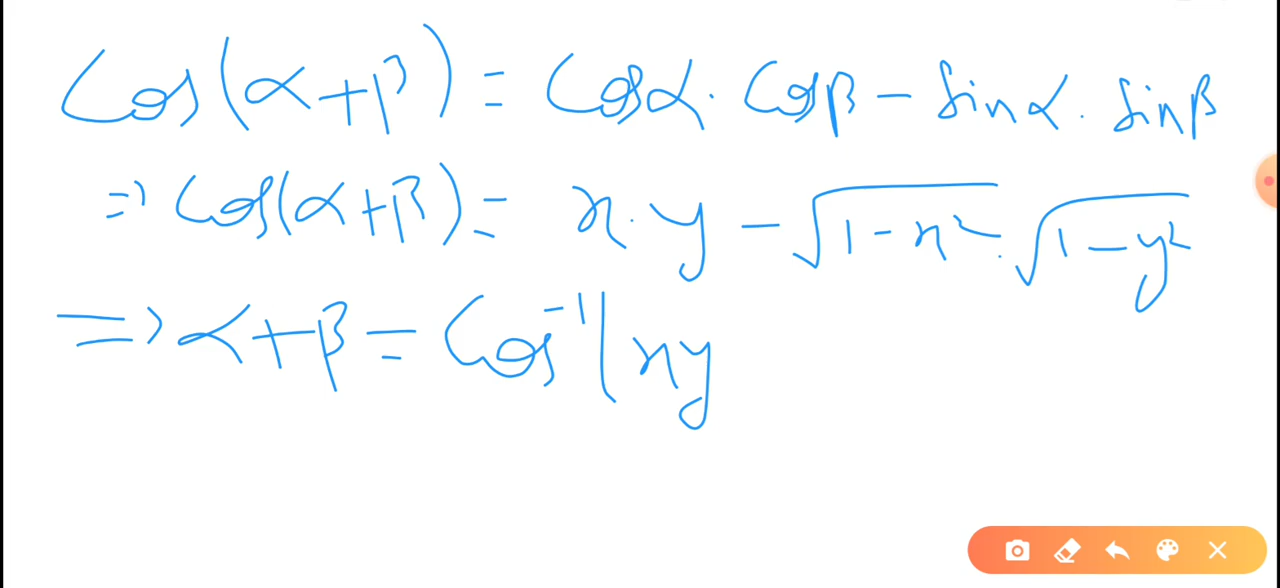 Cos(α+β) = Cosα. Cosβ - Sinα. Sinβ
=> Cos(α+β) = x.y - √1-x². √1-y²
=> α+β = Cos⁻¹(xy